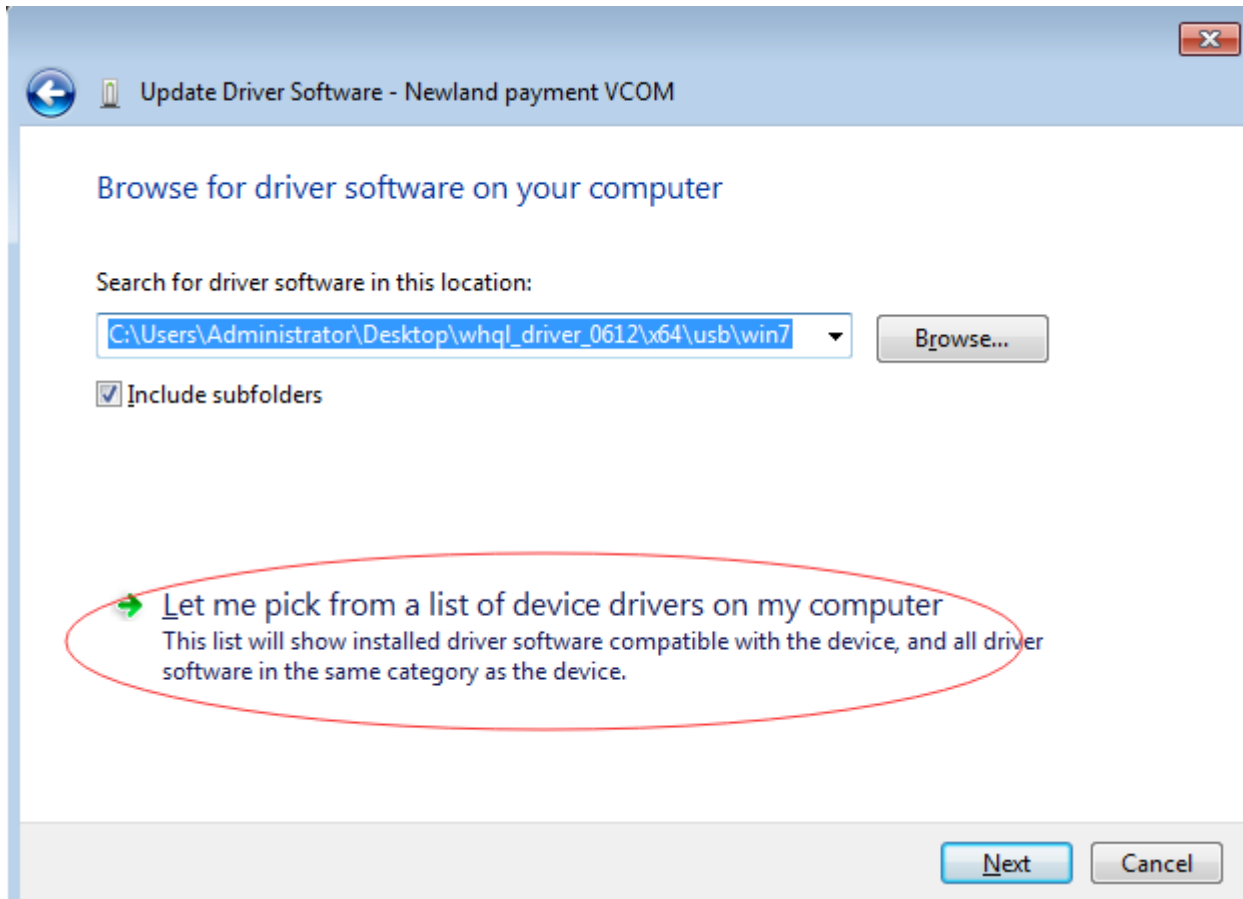 Update Driver Software - Newland payment VCOM
Browse for driver software on your computer
Search for driver software in this location:
C:\Users\Administrator\Desktop\whql_driver_0612\x64\usb\win7
Browse...
Include subfolders
Let me pick from a list of device drivers on my computer
This list will show installed driver software compatible with the device, and all driver
software in the same category as the device.
Next
Cancel